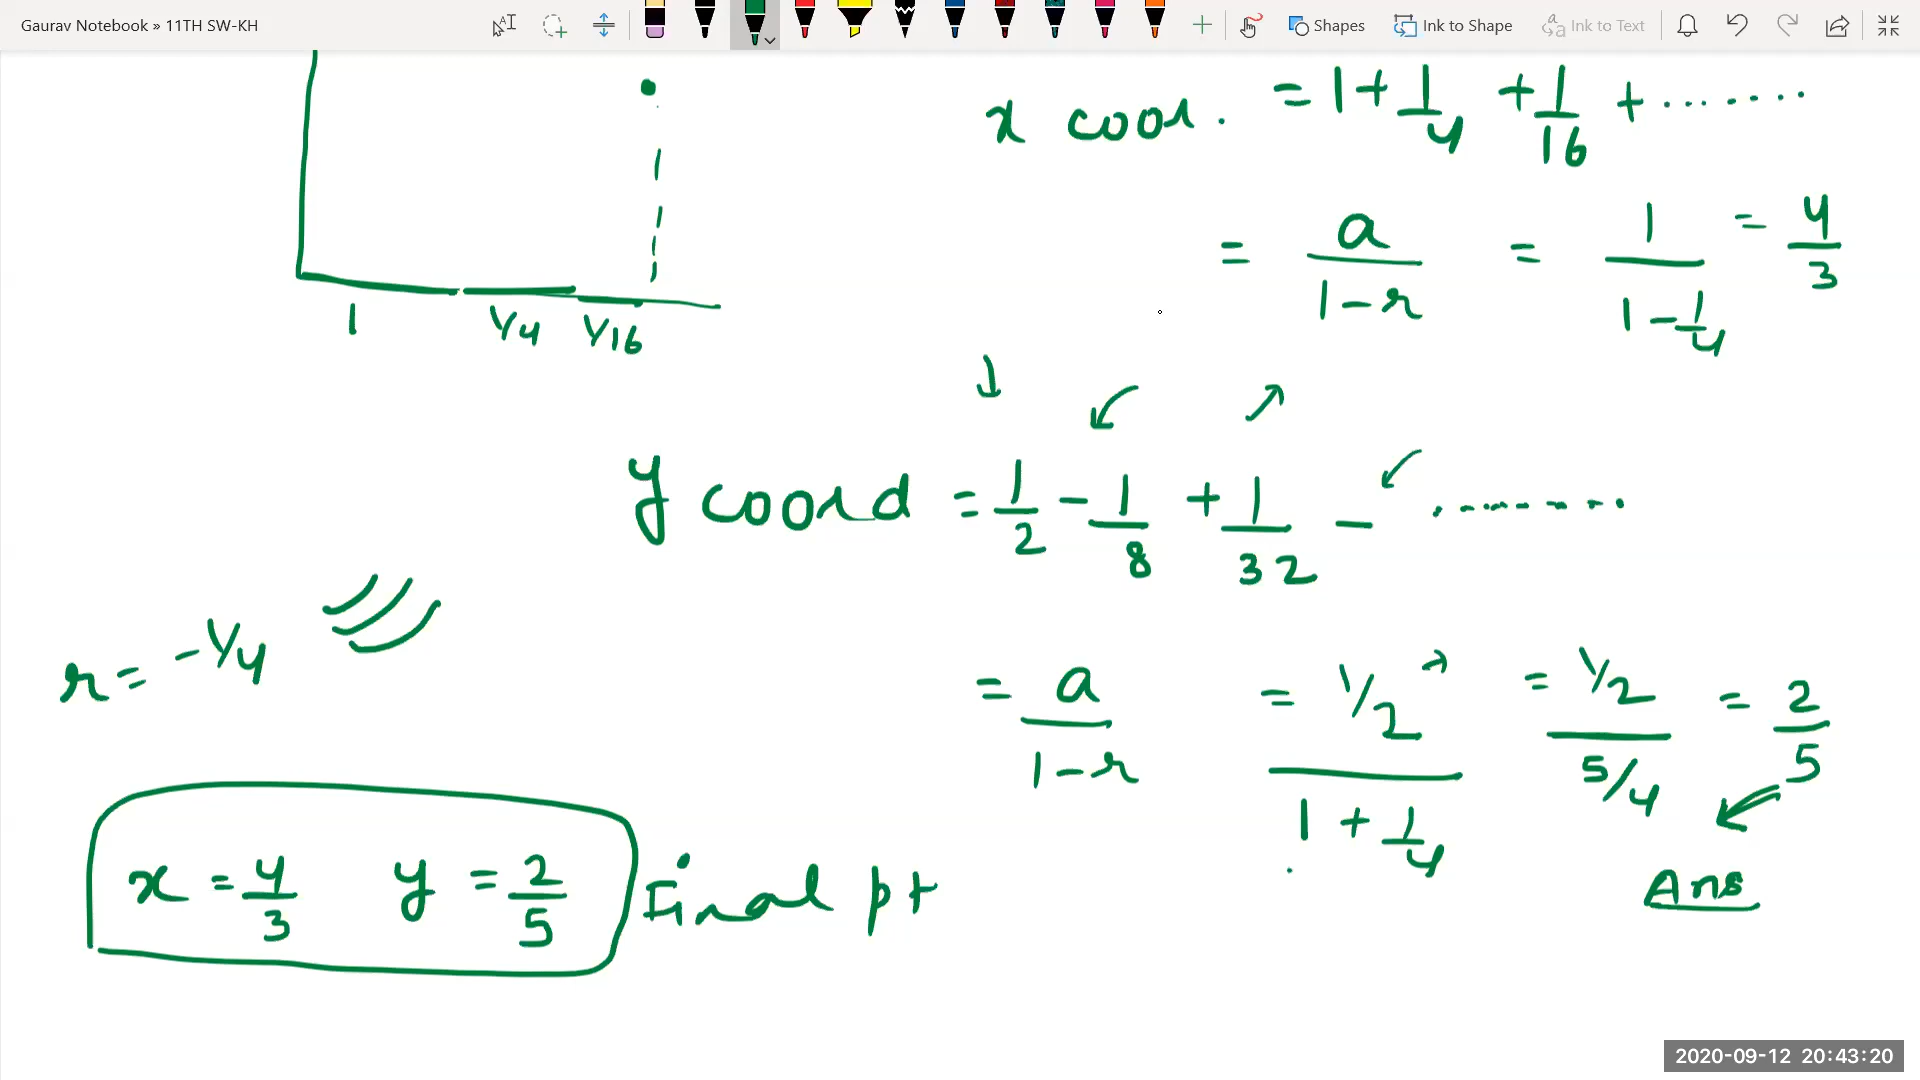 Gaurav Notebook » 11TH SW-KH
Shapes Ink to Shape Ink to Text
x coor. = 1 + 1/4 + 1/16 + ........
= a/(1-r) = 1/(1-1/4) = 4/3
1 1/4 1/16
y coord = 1/2 - 1/8 + 1/32 - .........
r = -1/4
= a/(1-r) = (1/2)/(1+1/4) = (1/2)/(5/4) = 2/5
Ans
x = 4/3 y = 2/5 Final pt
2020-09-12 20:43:20